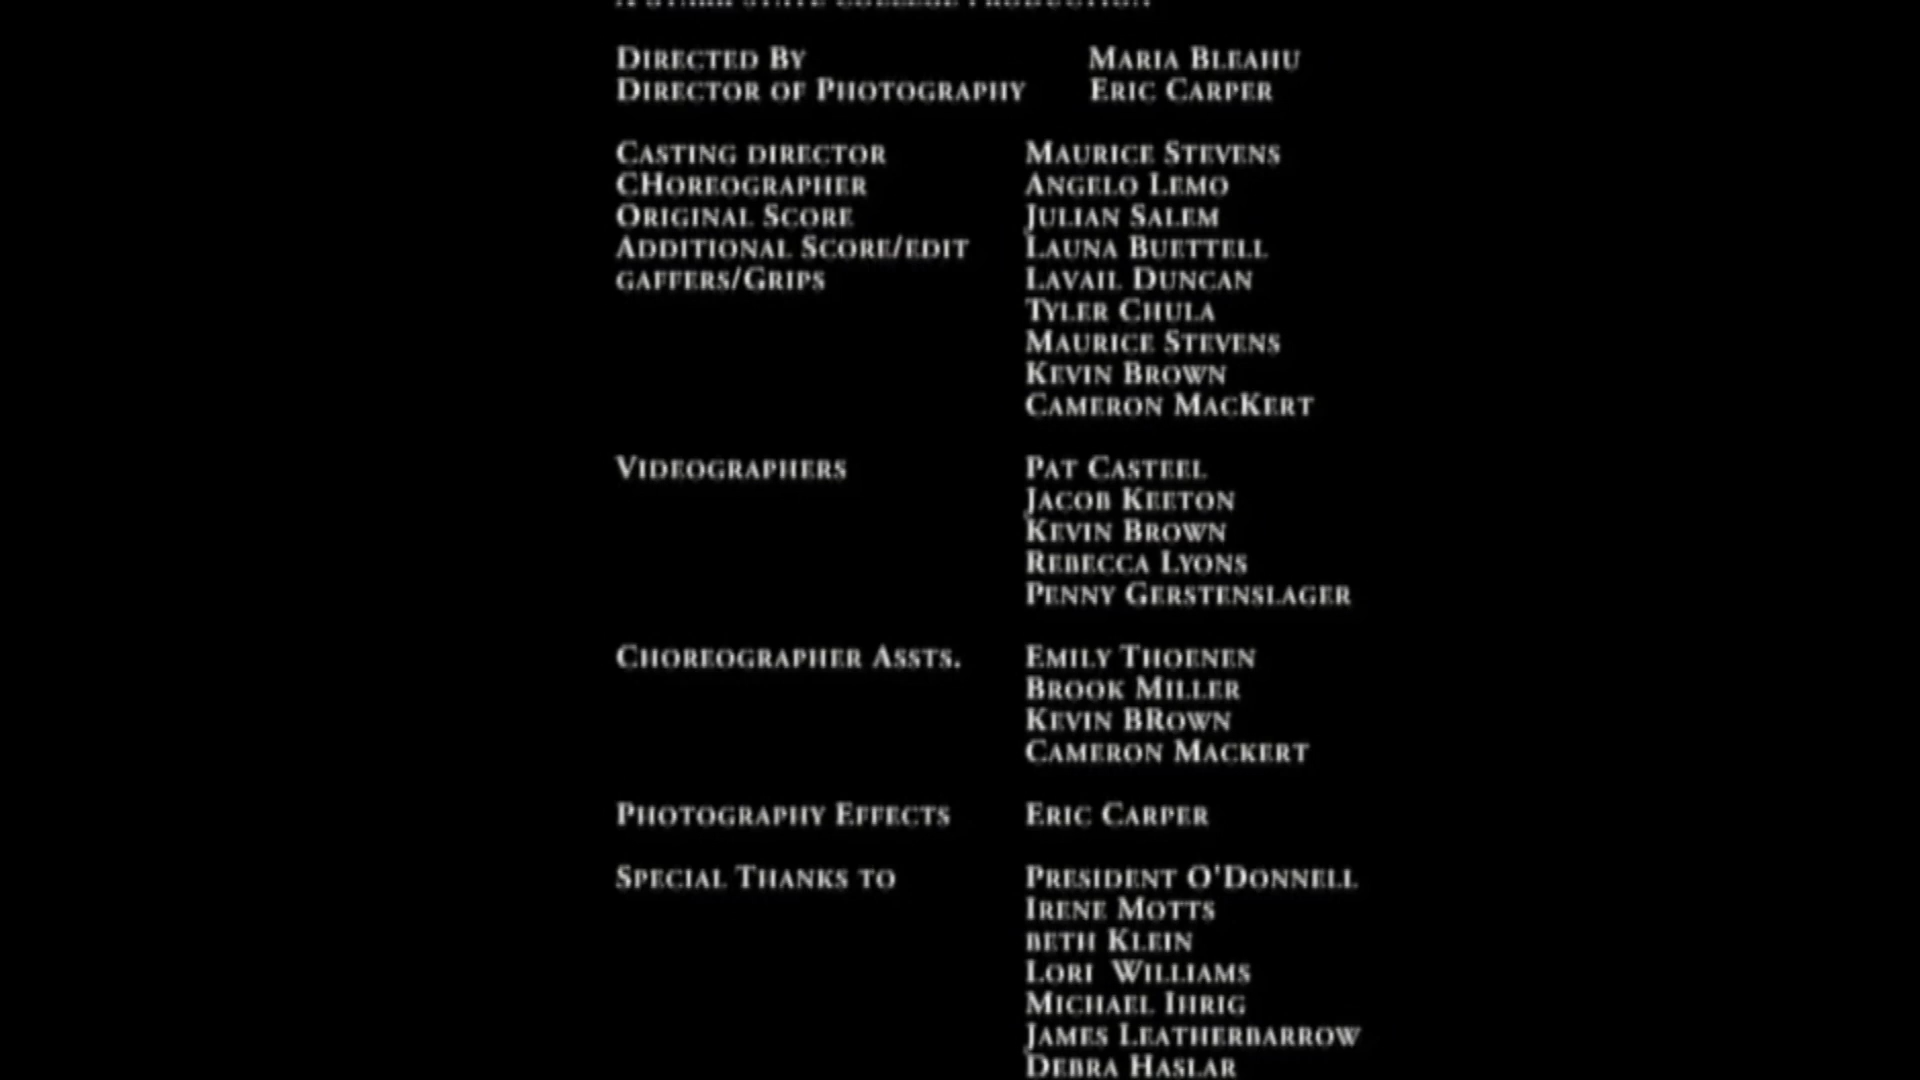 A Stark State College Production
Directed By Maria Bleahu
Director of Photography Eric Carper
Casting director Maurice Stevens
CHoreographer Angelo Lemo
Original Score Julian Salem
Additional Score/edit Launa Buettell
gaffers/Grips Lavail Duncan
Tyler Chula
Maurice Stevens
Kevin Brown
Cameron MacKert
Videographers Pat Casteel
Jacob Keeton
Kevin Brown
Rebecca Lyons
Penny Gerstenslager
Choreographer Assts. Emily Thoenen
Brook Miller
Kevin BRown
Cameron Mackert
Photography Effects Eric Carper
Special Thanks to President O'Donnell
Irene Motts
beth Klein
Lori Williams
Michael Ihrig
James Leatherbarrow
Debra Haslar